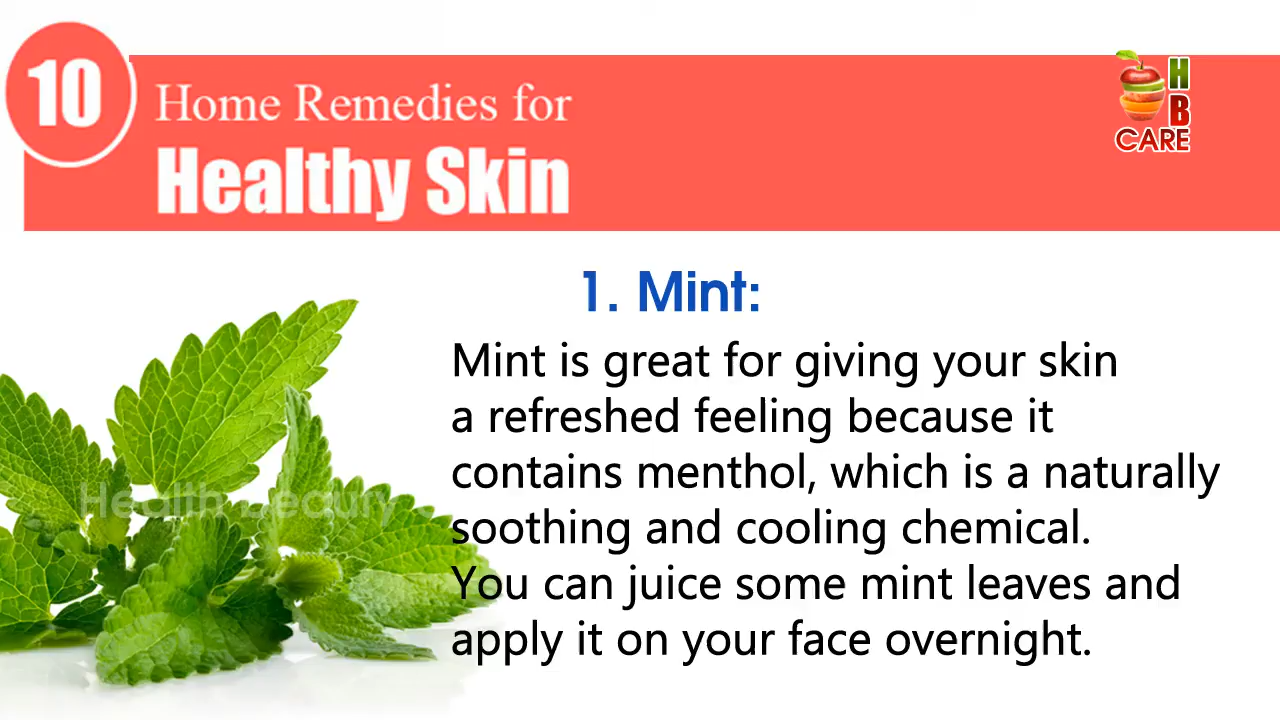 10
Home Remedies for
Healthy Skin
H
B
CARE
1. Mint:
Mint is great for giving your skin
a refreshed feeling because it
contains menthol, which is a naturally
soothing and cooling chemical.
You can juice some mint leaves and
apply it on your face overnight.
Health